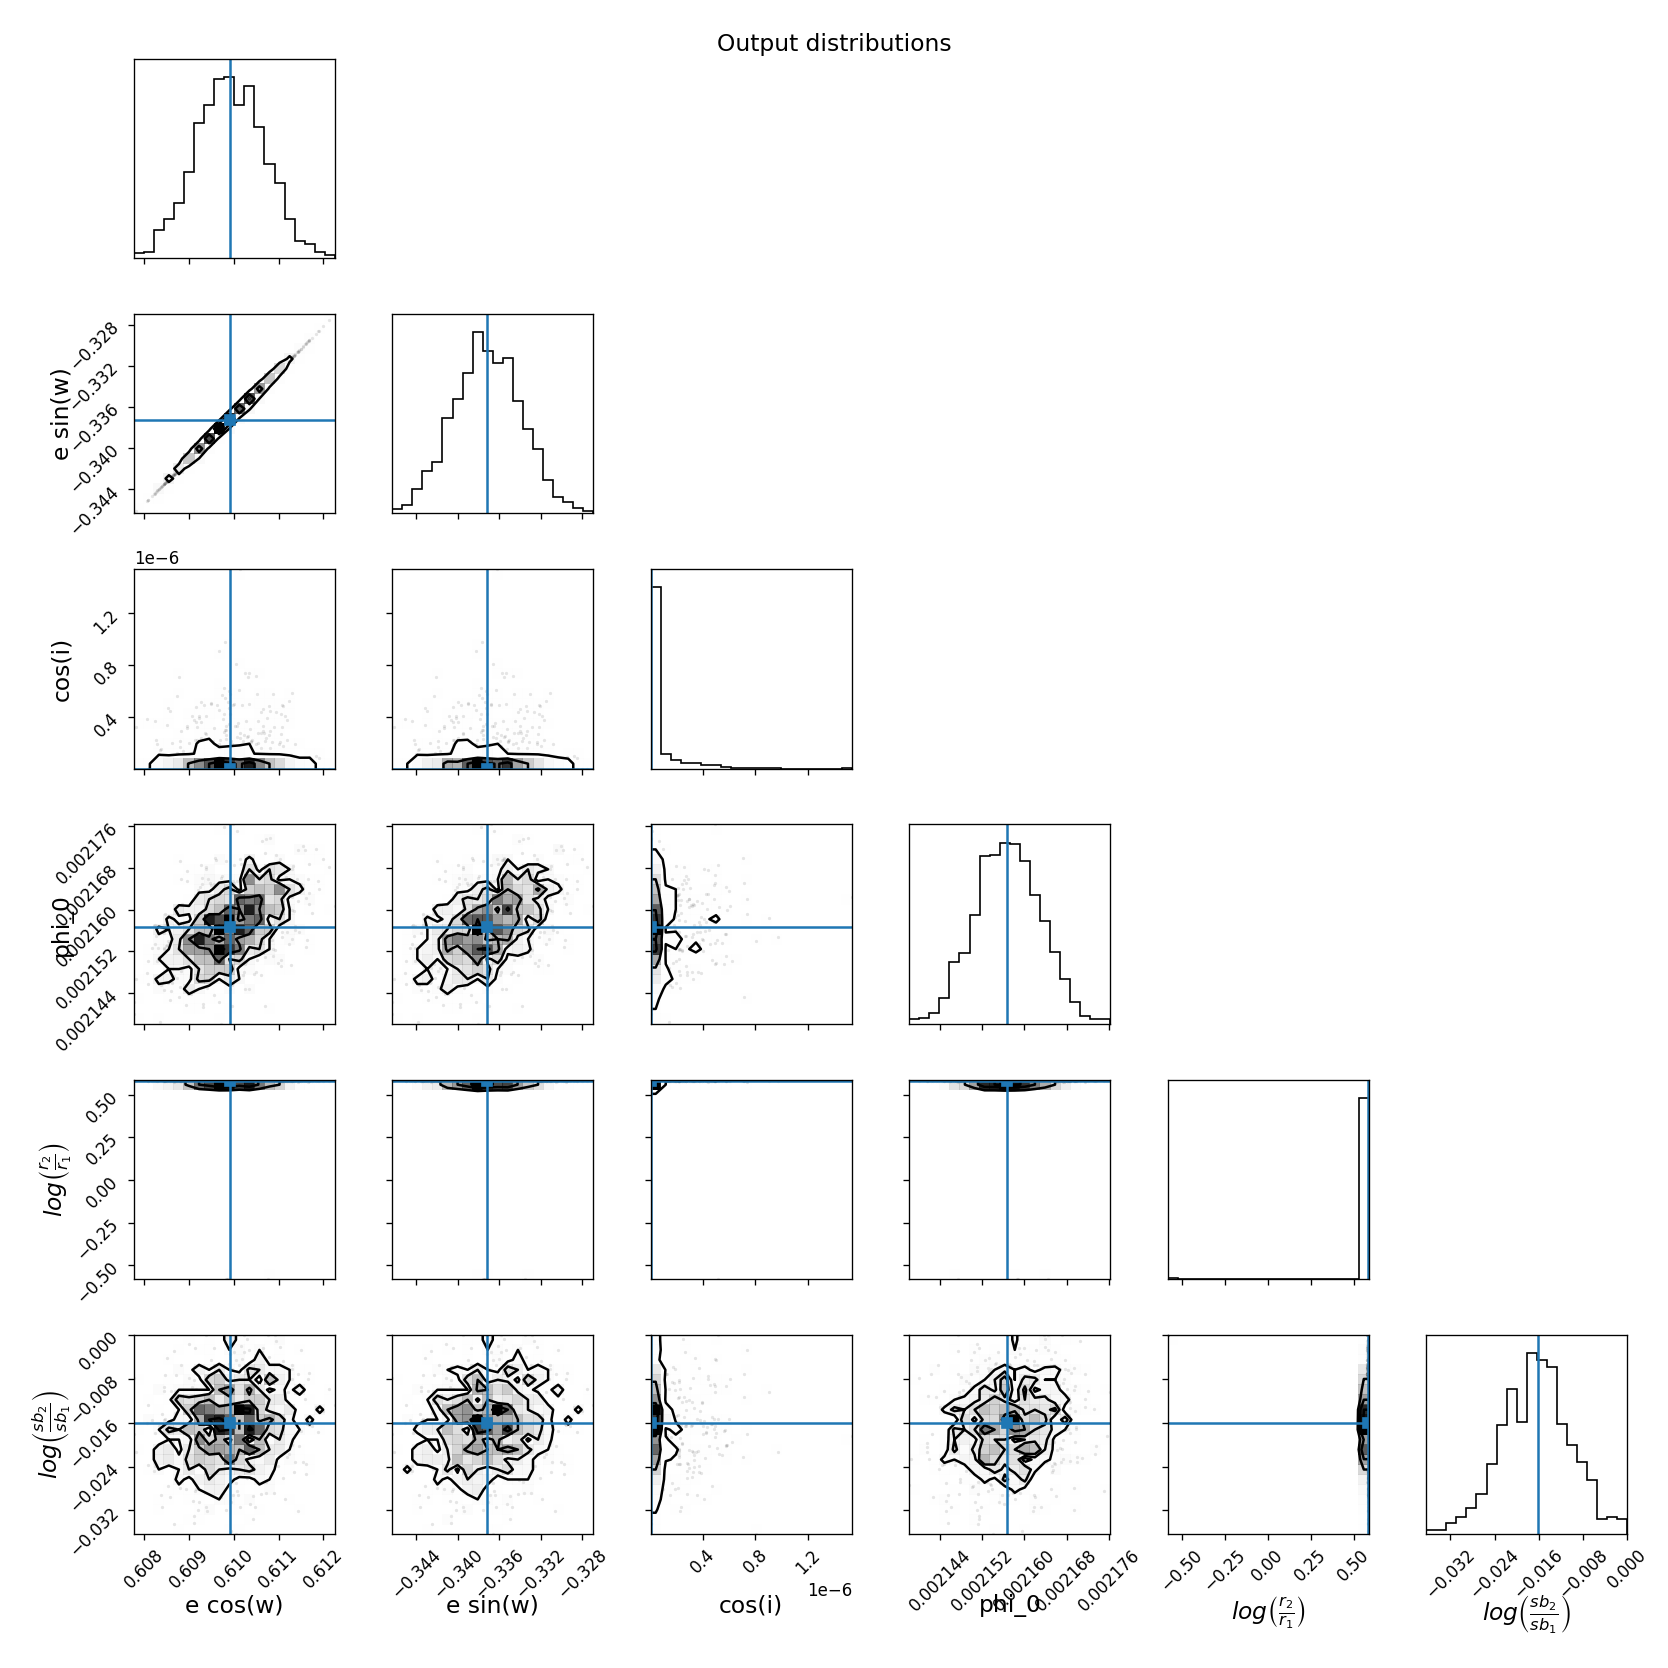 Output distributions
e sin(w)
−0.328
−0.332
−0.336
−0.340
−0.344
1e−6
cos(i)
1.2
0.8
0.4
phi_0
0.002176
0.002168
0.002160
0.002152
0.002144
log(r2/r1)
0.50
0.25
0.00
−0.25
−0.50
log(sb2/sb1)
0.000
−0.008
−0.016
−0.024
−0.032
0.608 0.609 0.610 0.611 0.612
−0.344 −0.340 −0.336 −0.332 −0.328
0.4 0.8 1.2
1e−6
0.002144 0.002152 0.002160 0.002168 0.002176
−0.50 −0.25 0.00 0.25 0.50
−0.032 −0.024 −0.016 −0.008 0.000
e cos(w) e sin(w) cos(i) phi_0 log(r2/r1) log(sb2/sb1)